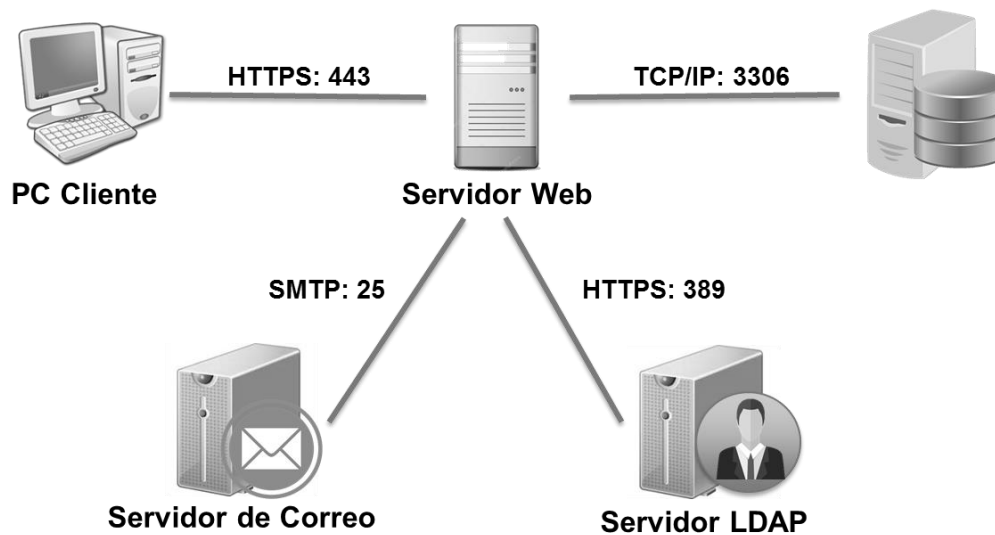 HTTPS: 443
TCP/IP: 3306
PC Cliente
Servidor Web
SMTP: 25
HTTPS: 389
Servidor de Correo
Servidor LDAP